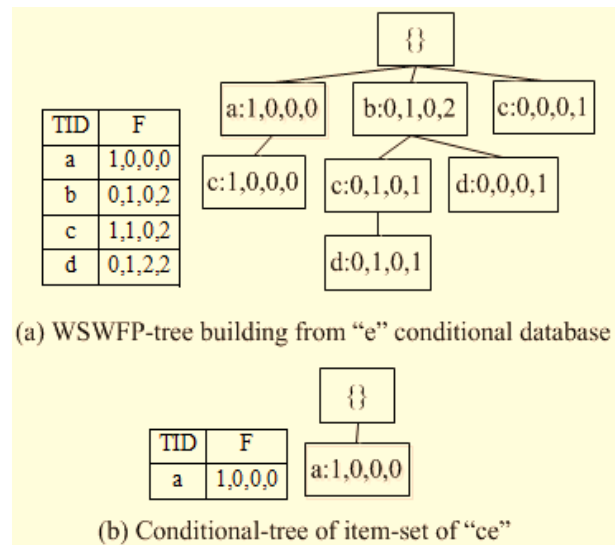 {}
a:1,0,0,0 b:0,1,0,2 c:0,0,0,1
TID F
a 1,0,0,0
b 0,1,0,2
c 1,1,0,2
d 0,1,2,2
c:1,0,0,0 c:0,1,0,1 d:0,0,0,1
d:0,1,0,1
(a) WSWFP-tree building from “e” conditional database
{}
TID F
a 1,0,0,0
a:1,0,0,0
(b) Conditional-tree of item-set of “ce”